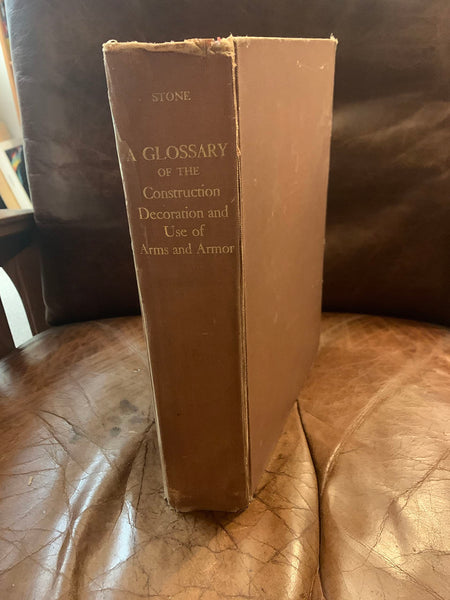 STONE
A GLOSSARY
OF THE
Construction
Decoration and
Use of
Arms and Armor